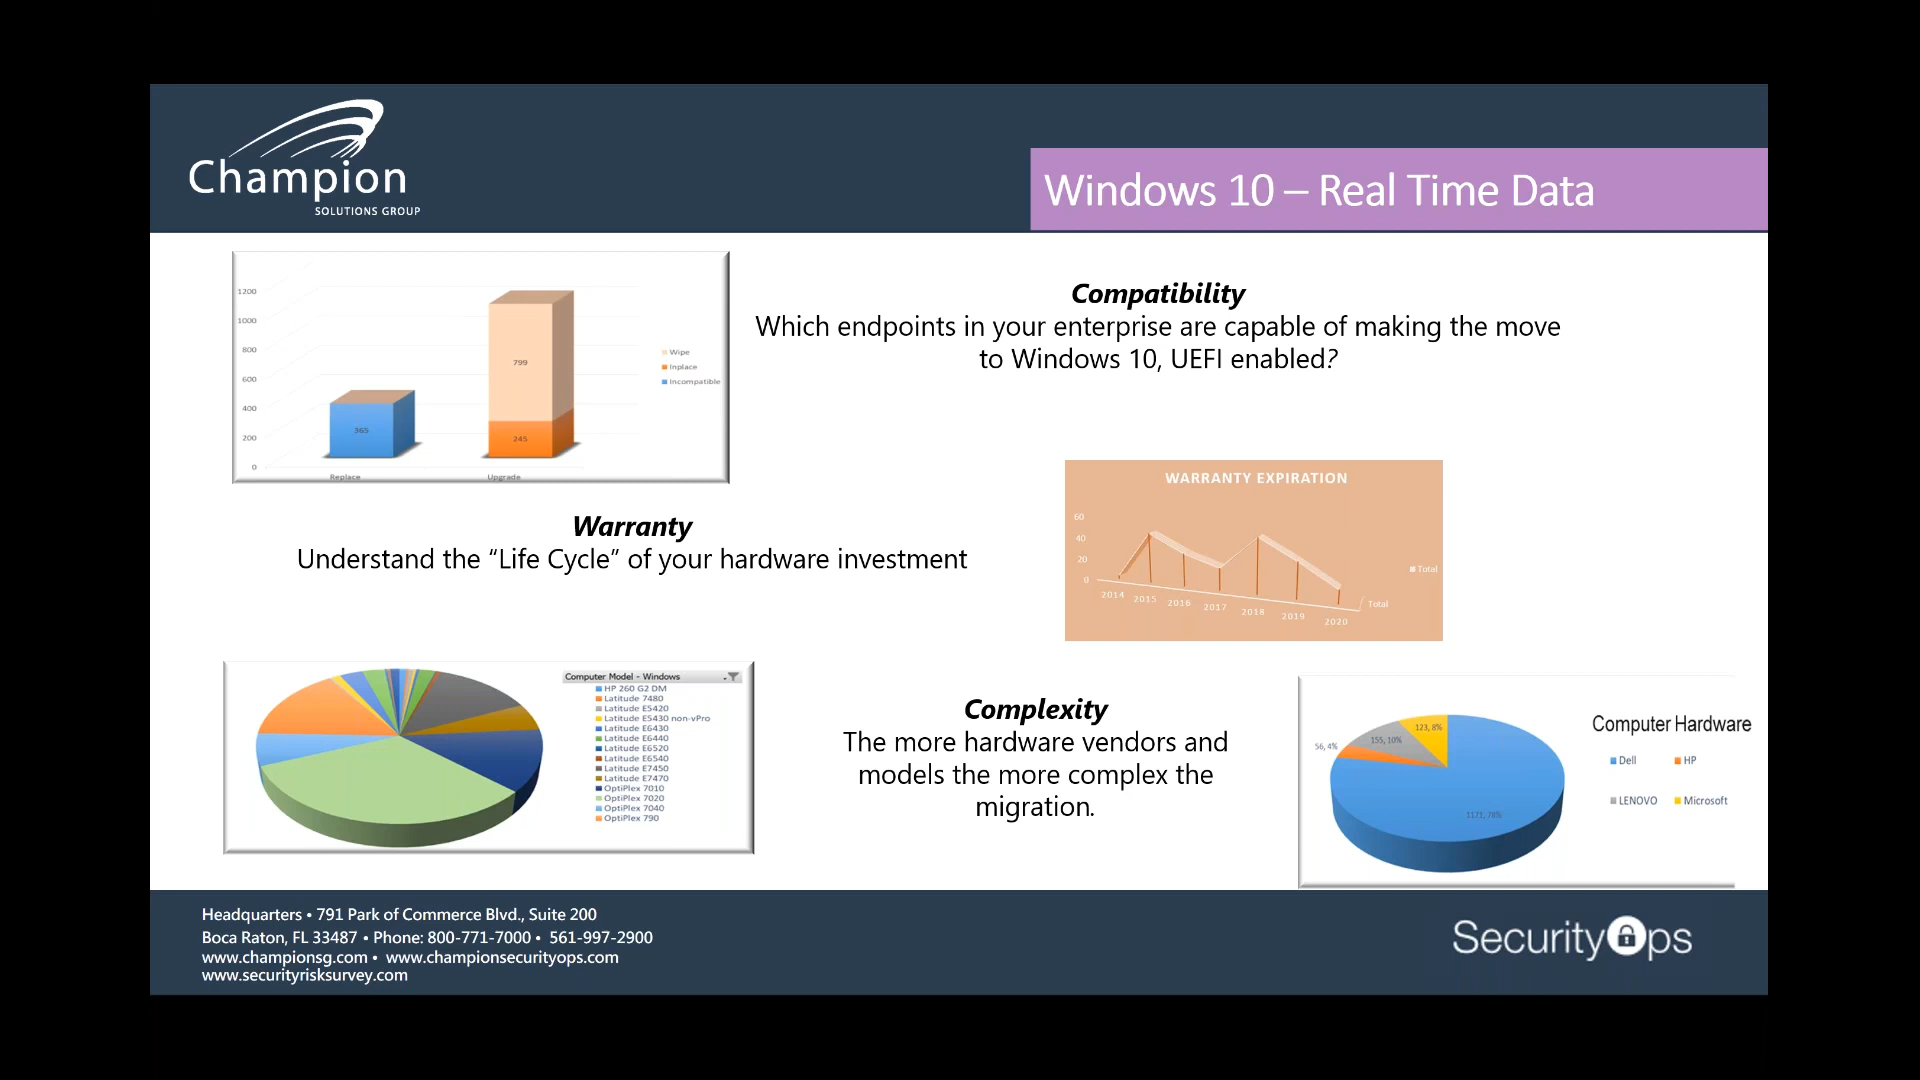 Champion
SOLUTIONS GROUP
Windows 10 – Real Time Data
1200
1000
800
600
400
200
0
365
799
245
Replace
Upgrade
Wipe
Inplace
Incompatible
Compatibility
Which endpoints in your enterprise are capable of making the move
to Windows 10, UEFI enabled?
Warranty
Understand the “Life Cycle” of your hardware investment
WARRANTY EXPIRATION
60
40
20
0
2014
2015
2016
2017
2018
2019
2020
Total
Total
Computer Model - Windows
HP 260 G2 DM
Latitude 7480
Latitude E5420
Latitude E5430 non-vPro
Latitude E6430
Latitude E6440
Latitude E6520
Latitude E6540
Latitude E7450
Latitude E7470
OptiPlex 7010
OptiPlex 7020
OptiPlex 7040
OptiPlex 790
Complexity
The more hardware vendors and
models the more complex the
migration.
Computer Hardware
56, 4%
155, 10%
123, 8%
Dell
HP
LENOVO
Microsoft
Headquarters • 791 Park of Commerce Blvd., Suite 200
Boca Raton, FL 33487 • Phone: 800-771-7000 • 561-997-2900
www.championsg.com • www.championsecurityops.com
www.securityrisksurvey.com
SecurityOps